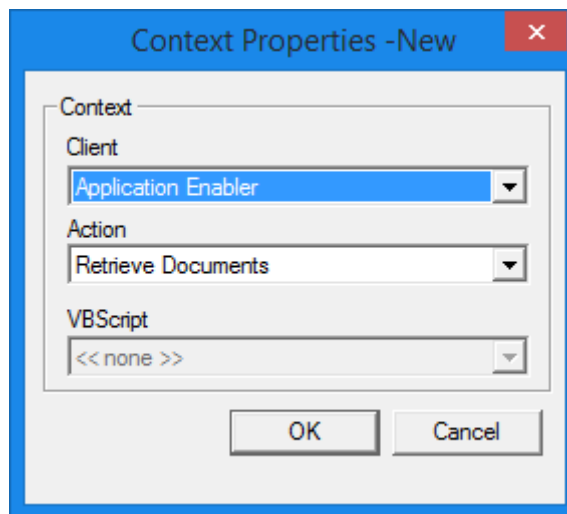 Context Properties -New
Context
Client
Application Enabler
Action
Retrieve Documents
VBScript
<< none >>
OK Cancel